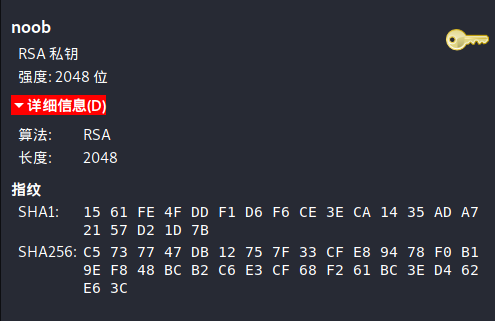 noob
RSA 私钥
强度: 2048 位
详细信息(D)
算法: RSA
长度: 2048
指纹
SHA1: 15 61 FE 4F DD F1 D6 F6 CE 3E CA 14 35 AD A7
21 57 D2 1D 7B
SHA256: C5 73 77 47 DB 12 75 7F 33 CF E8 94 78 F0 B1
9E F8 48 BC B2 C6 E3 CF 68 F2 61 BC 3E D4 62
E6 3C